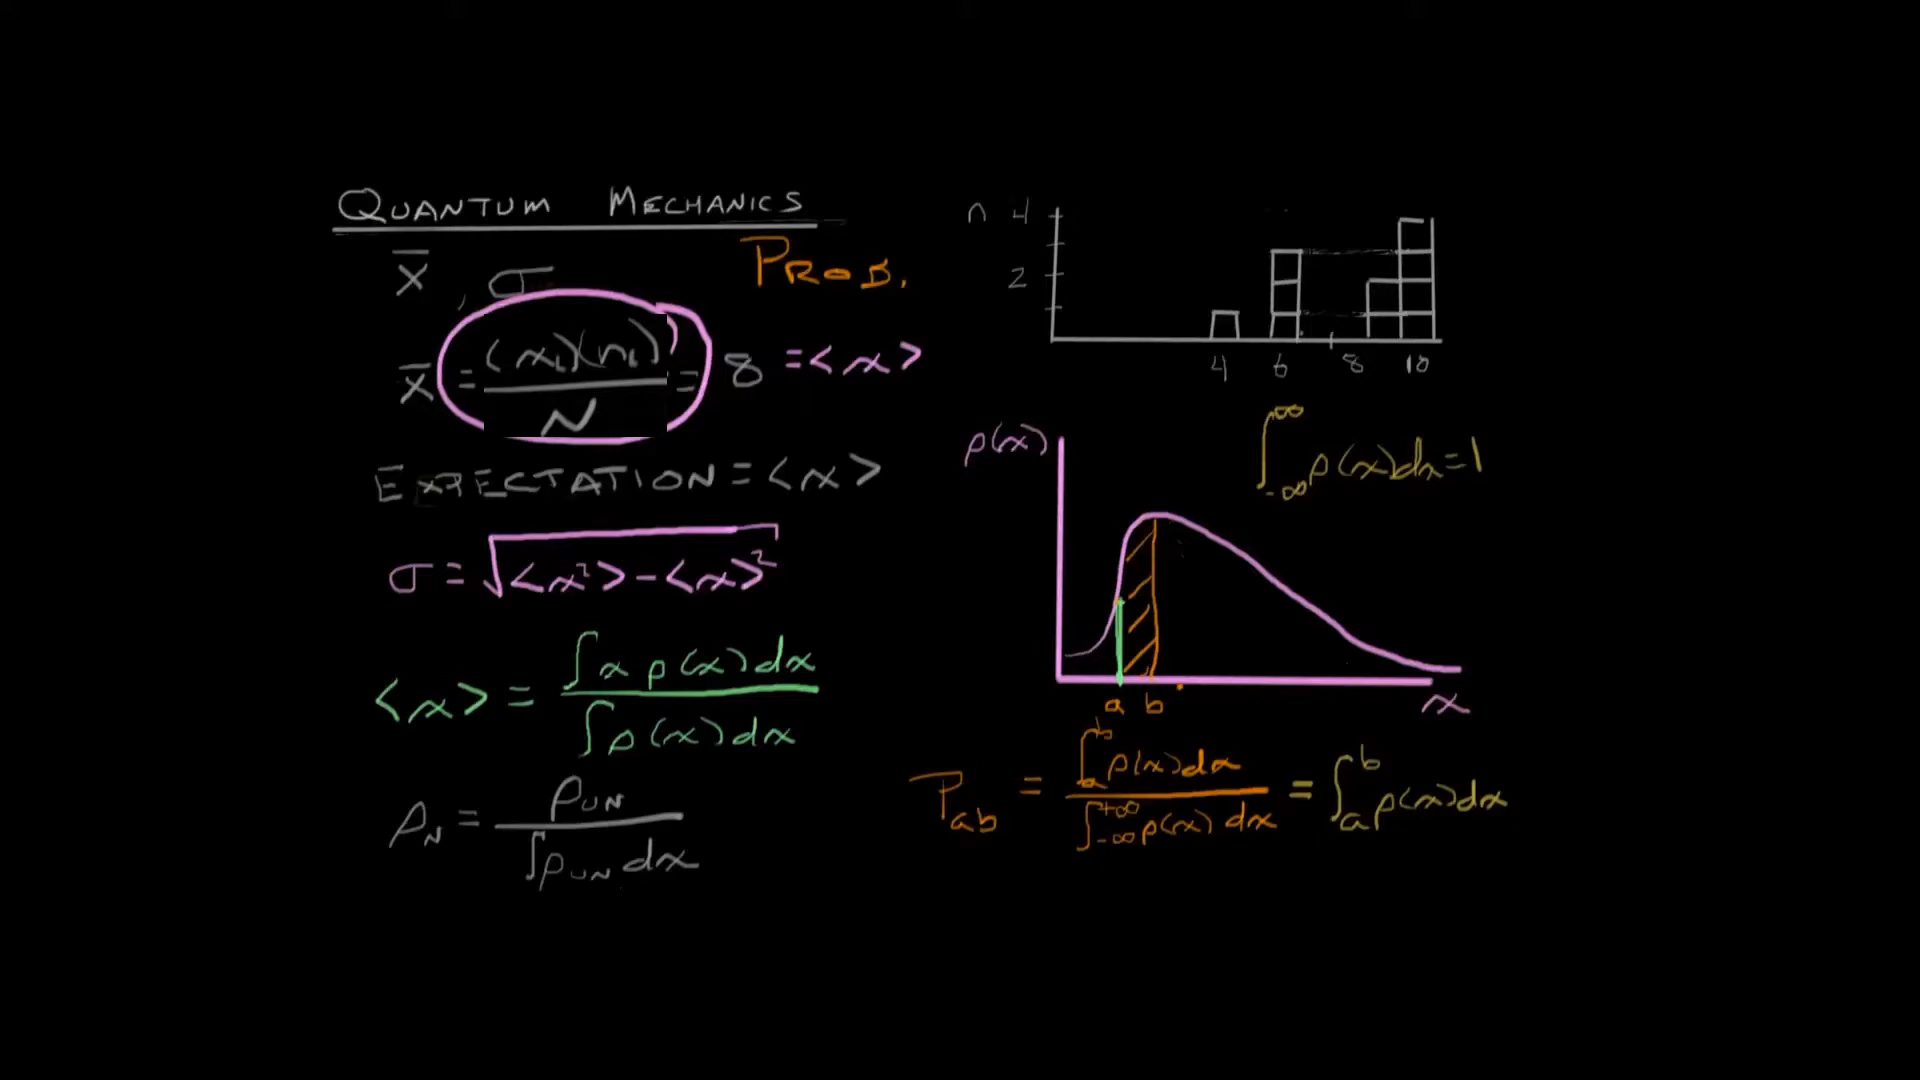 QUANTUM MECHANICS
x̄, σ
PROB.
x̄ = (xᵢ)(nᵢ) / N = 8 = <x>
EXPECTATION = <x>
σ = √(<x²> - <x>²)
<x> = ∫x ρ(x)dx / ∫ρ(x)dx
ρ_N = ρ_UN / ∫ρ_UN dx
n 4
2
4 6 8 10
ρ(x)
∫_-∞^∞ ρ(x)dx = 1
a b
x
P_ab = ∫_a^b ρ(x)dx / ∫_-∞^+∞ ρ(x)dx = ∫_a^b ρ(x)dx